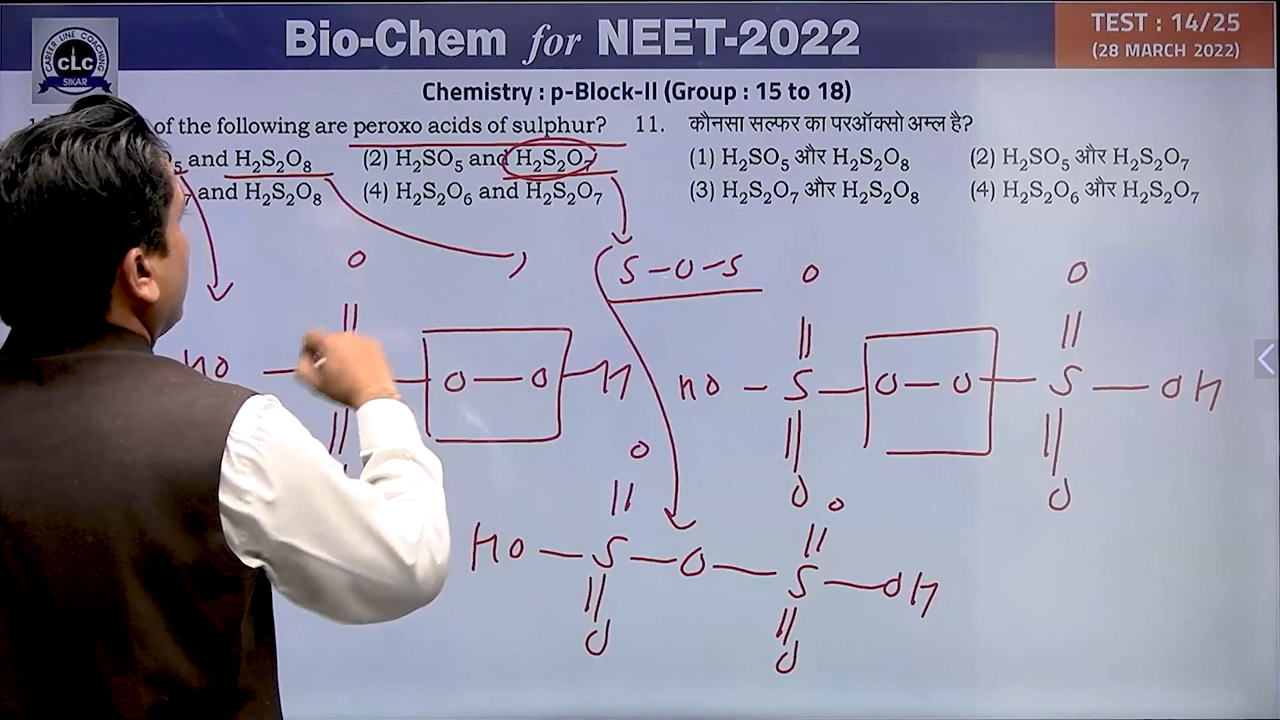 CAREER LINE COACHING
CLC
SIKAR
Bio-Chem for NEET-2022
TEST : 14/25
(28 MARCH 2022)
Chemistry : p-Block-II (Group : 15 to 18)
of the following are peroxo acids of sulphur?
5 and H₂S₂O₈ (2) H₂SO₅ and H₂S₂O₇
7 and H₂S₂O₈ (4) H₂S₂O₆ and H₂S₂O₇
11. कौनसा सल्फर का परऑक्सो अम्ल है?
(1) H₂SO₅ और H₂S₂O₈ (2) H₂SO₅ और H₂S₂O₇
(3) H₂S₂O₇ और H₂S₂O₈ (4) H₂S₂O₆ और H₂S₂O₇
S-O-S
O
O
O
HO
O-O-H
HO-S-O-O-S-OH
O
O
O
O
HO-S-O-S-OH
O
O